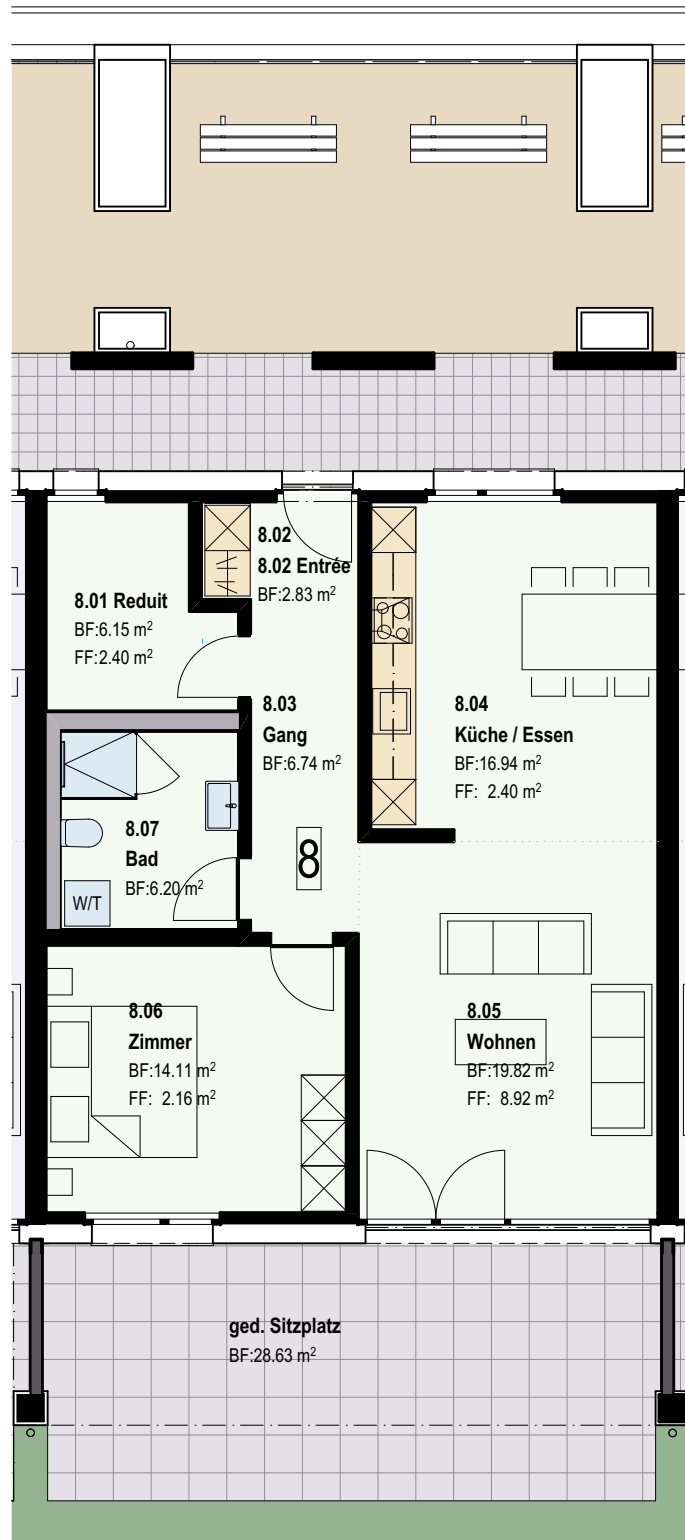 8.02
8.02 Entrée
BF:2.83 m²
8.01 Reduit
BF:6.15 m²
FF:2.40 m²
8.03
Gang
BF:6.74 m²
8.04
Küche / Essen
BF:16.94 m²
FF: 2.40 m²
8.07
Bad
BF:6.20 m²
W/T
8
8.06
Zimmer
BF:14.11 m²
FF: 2.16 m²
8.05
Wohnen
BF:19.82 m²
FF: 8.92 m²
ged. Sitzplatz
BF:28.63 m²